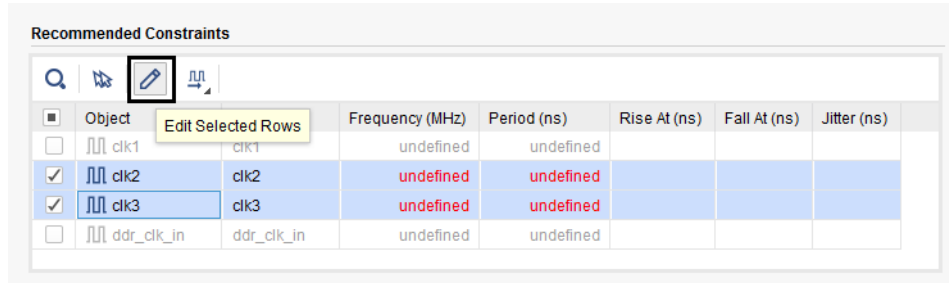 Recommended Constraints
Object Frequency (MHz) Period (ns) Rise At (ns) Fall At (ns) Jitter (ns)
Edit Selected Rows
clk1 clk1 undefined undefined
clk2 clk2 undefined undefined
clk3 clk3 undefined undefined
ddr_clk_in ddr_clk_in undefined undefined